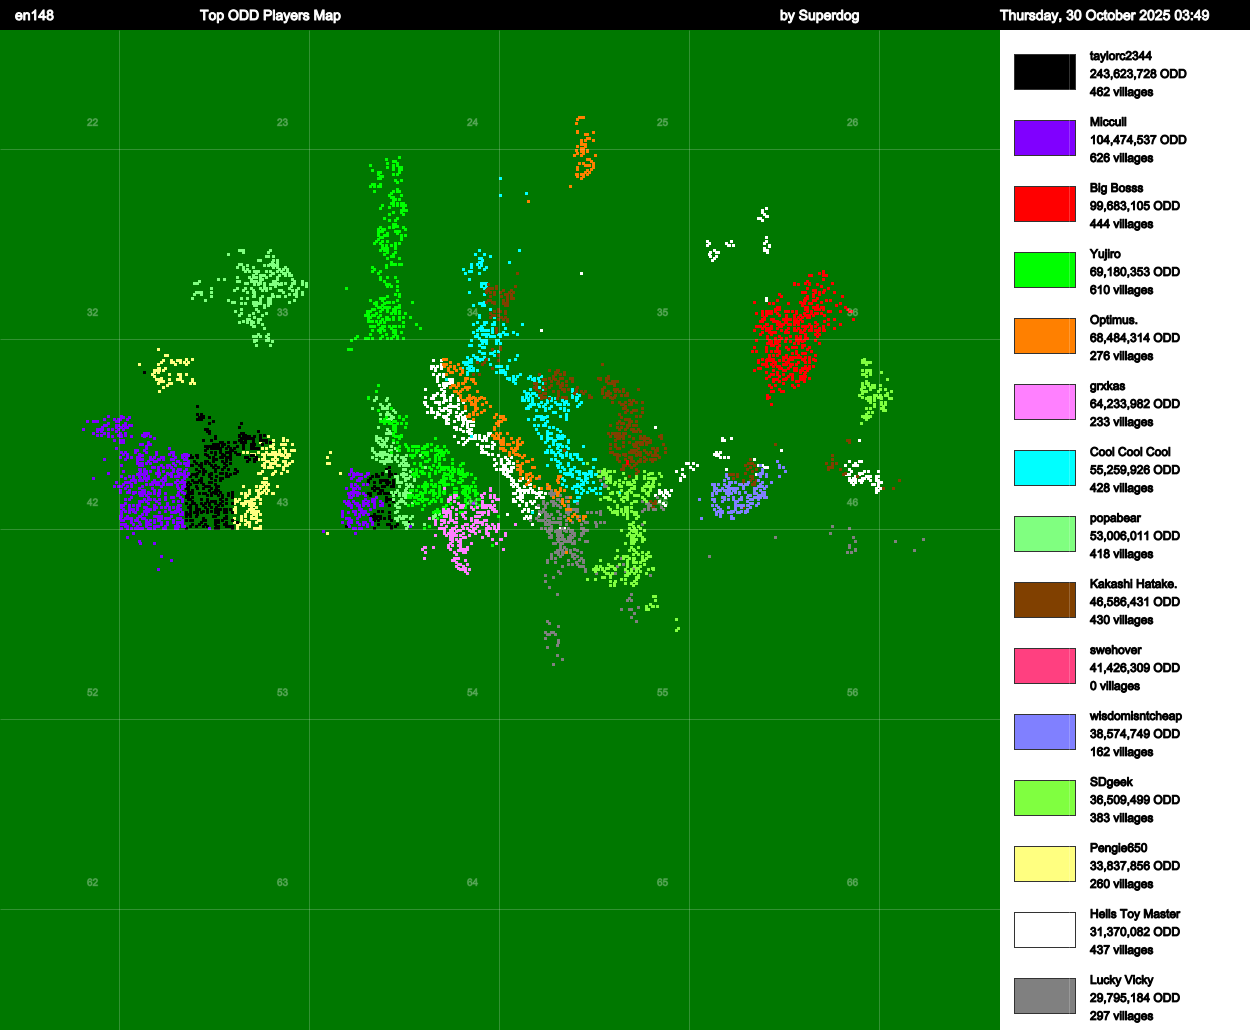 en148 Top ODD Players Map by Superdog Thursday, 30 October 2025 03:49
taylorc2344
243,623,728 ODD
462 villages
Miccull
104,474,537 ODD
626 villages
Big Bosss
99,683,105 ODD
444 villages
Yujiro
69,180,353 ODD
610 villages
Optimus.
68,484,314 ODD
276 villages
grxkas
64,233,982 ODD
233 villages
Cool Cool Cool
55,259,926 ODD
428 villages
popabear
53,006,011 ODD
418 villages
Kakashi Hatake.
46,586,431 ODD
430 villages
swehover
41,426,309 ODD
0 villages
wisdomisntcheap
38,574,749 ODD
162 villages
SDgeek
36,509,499 ODD
383 villages
Pengie650
33,837,856 ODD
260 villages
Hells Toy Master
31,370,082 ODD
437 villages
Lucky Vicky
29,795,184 ODD
297 villages
22 23 24 25 26
32 33 34 35 36
42 43 46
52 53 54 55 56
62 63 64 65 66